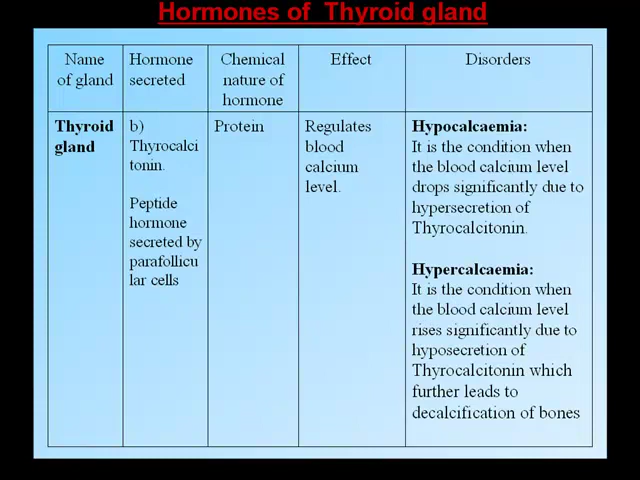 Hormones of Thyroid gland
Name of gland
Hormone secreted
Chemical nature of hormone
Effect
Disorders
Thyroid
gland
b)
Thyrocalci
tonin.
Peptide
hormone
secreted by
parafollicu
lar cells
Protein
Regulates
blood
calcium
level.
Hypocalcaemia:
It is the condition when
the blood calcium level
drops significantly due to
hypersecretion of
Thyrocalcitonin.
Hypercalcaemia:
It is the condition when
the blood calcium level
rises significantly due to
hyposecretion of
Thyrocalcitonin which
further leads to
decalcification of bones